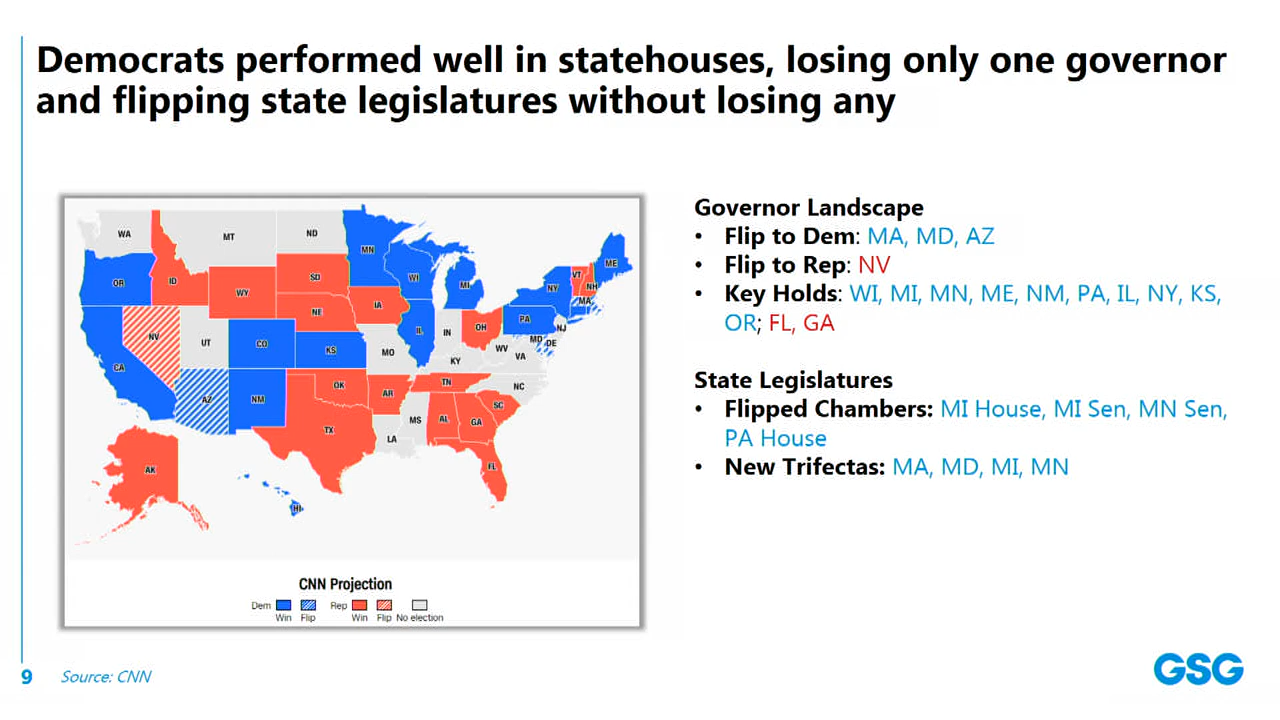 Democrats performed well in statehouses, losing only one governor
and flipping state legislatures without losing any
WA
MT
ND
MN
ME
OR
ID
SD
WI
VT
NH
WY
MI
NY
MA
NE
IA
PA
NV
IL
IN
OH
NJ
UT
CO
MD
DE
CA
KS
MO
WV
VA
KY
AZ
NM
OK
AR
TN
NC
SC
TX
MS
AL
GA
LA
AK
FL
HI
CNN Projection
Dem
Rep
Win
Flip
Win
Flip
No election
Governor Landscape
• Flip to Dem: MA, MD, AZ
• Flip to Rep: NV
• Key Holds: WI, MI, MN, ME, NM, PA, IL, NY, KS,
OR; FL, GA
State Legislatures
• Flipped Chambers: MI House, MI Sen, MN Sen,
PA House
• New Trifectas: MA, MD, MI, MN
9
Source: CNN
GSG